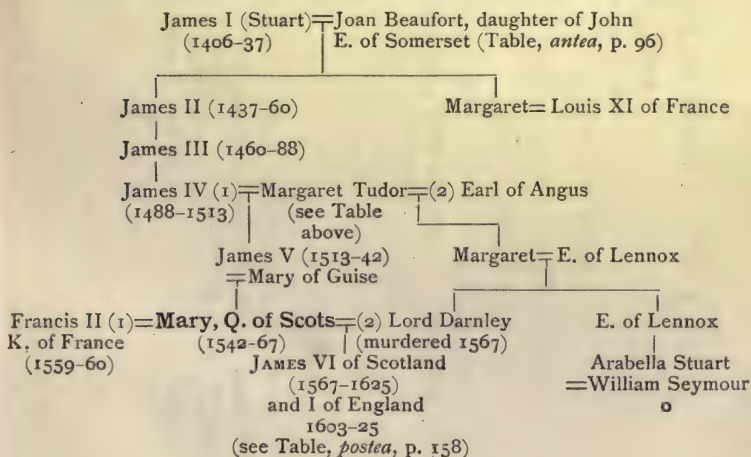 James I (Stuart)=Joan Beaufort, daughter of John
(1406–37) E. of Somerset (Table, antea, p. 96)
James II (1437–60) Margaret= Louis XI of France
James III (1460–88)
James IV (1)=Margaret Tudor=(2) Earl of Angus
(1488–1513) (see Table
above)
James V (1513–42) Margaret= E. of Lennox
=Mary of Guise
Francis II (1)=Mary, Q. of Scots=(2) Lord Darnley E. of Lennox
K. of France (1542–67) (murdered 1567)
(1559–60) JAMES VI of Scotland Arabella Stuart
(1567–1625) =William Seymour
and I of England o
1603–25
(see Table, postea, p. 158)